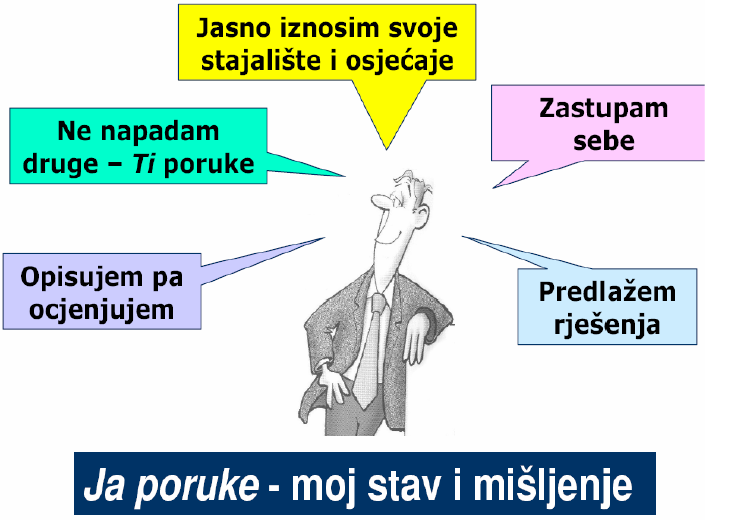 Jasno iznosim svoje
stajalište i osjećaje
Ne napadam
druge – Ti poruke
Zastupam
sebe
Opisujem pa
ocjenjujem
Predlažem
rješenja
Ja poruke - moj stav i mišljenje